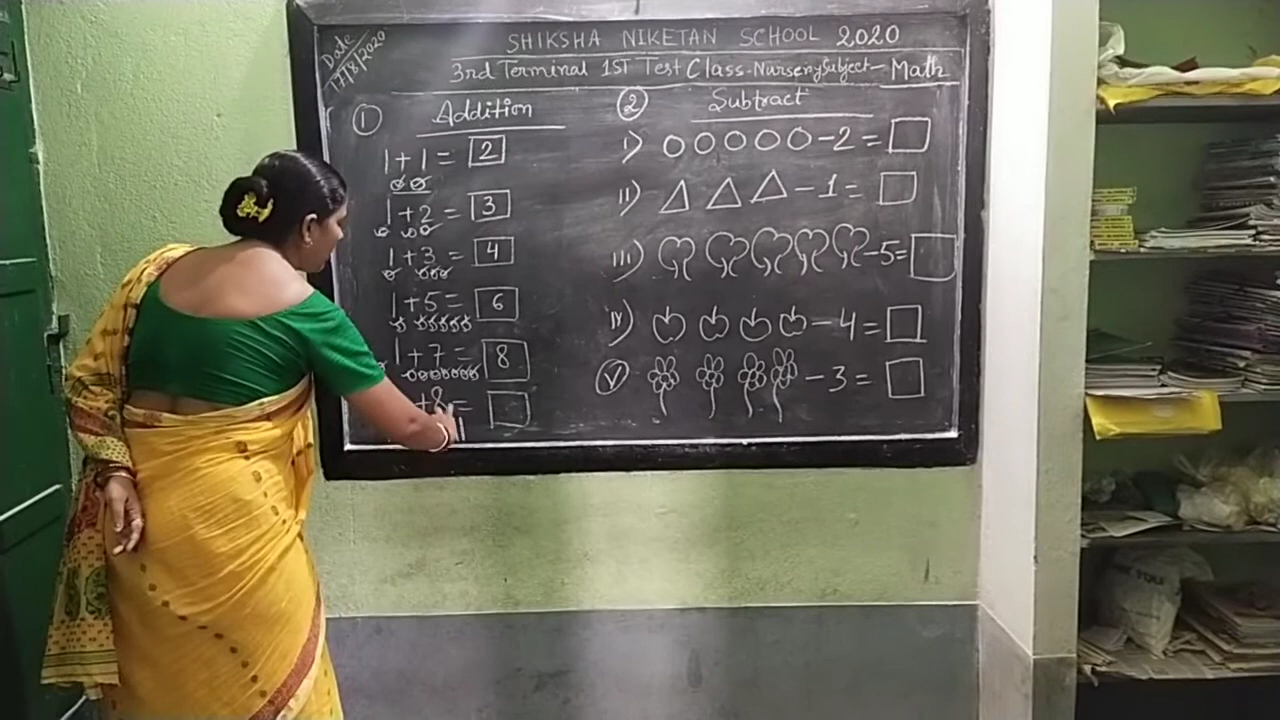 Date
17/8/2020
SHIKSHA NIKETAN SCHOOL 2020
3rd Terminal 1ST Test Class-Nursery Subject-Math
1 Addition
1+1=2
1+2=3
1+3=4
1+5=6
1+7=8
+8=
2 Subtract
i) -2=
ii) -1=
iii) -5=
iv) -4=
v -3=